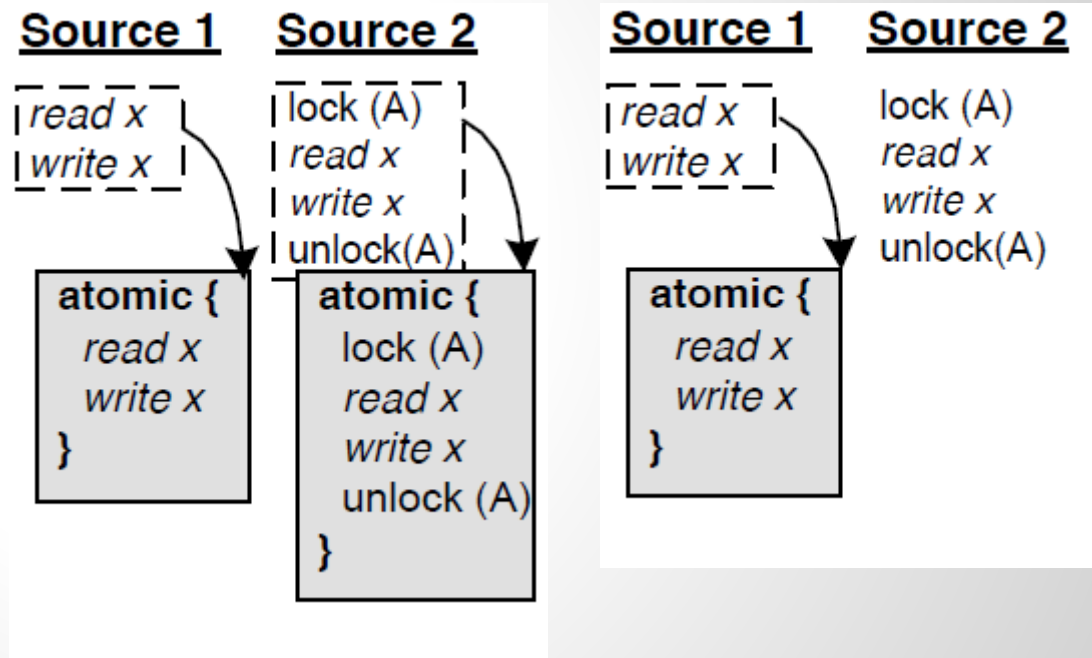 Source 1
read x
write x
atomic {
read x
write x
}
Source 2
lock (A)
read x
write x
unlock(A)
atomic {
lock (A)
read x
write x
unlock (A)
}
Source 1
read x
write x
atomic {
read x
write x
}
Source 2
lock (A)
read x
write x
unlock(A)